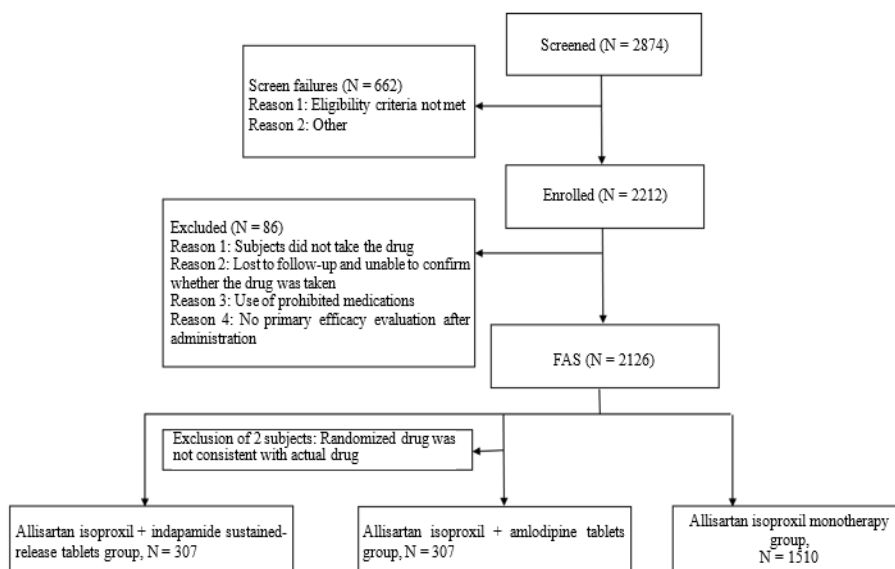 Screened (N = 2874)
Screen failures (N = 662)
Reason 1: Eligibility criteria not met
Reason 2: Other
Enrolled (N = 2212)
Excluded (N = 86)
Reason 1: Subjects did not take the drug
Reason 2: Lost to follow-up and unable to confirm
whether the drug was taken
Reason 3: Use of prohibited medications
Reason 4: No primary efficacy evaluation after
administration
FAS (N = 2126)
Exclusion of 2 subjects: Randomized drug was
not consistent with actual drug
Allisartan isoproxil + indapamide sustained-
release tablets group, N = 307
Allisartan isoproxil + amlodipine tablets
group, N = 307
Allisartan isoproxil monotherapy
group,
N = 1510